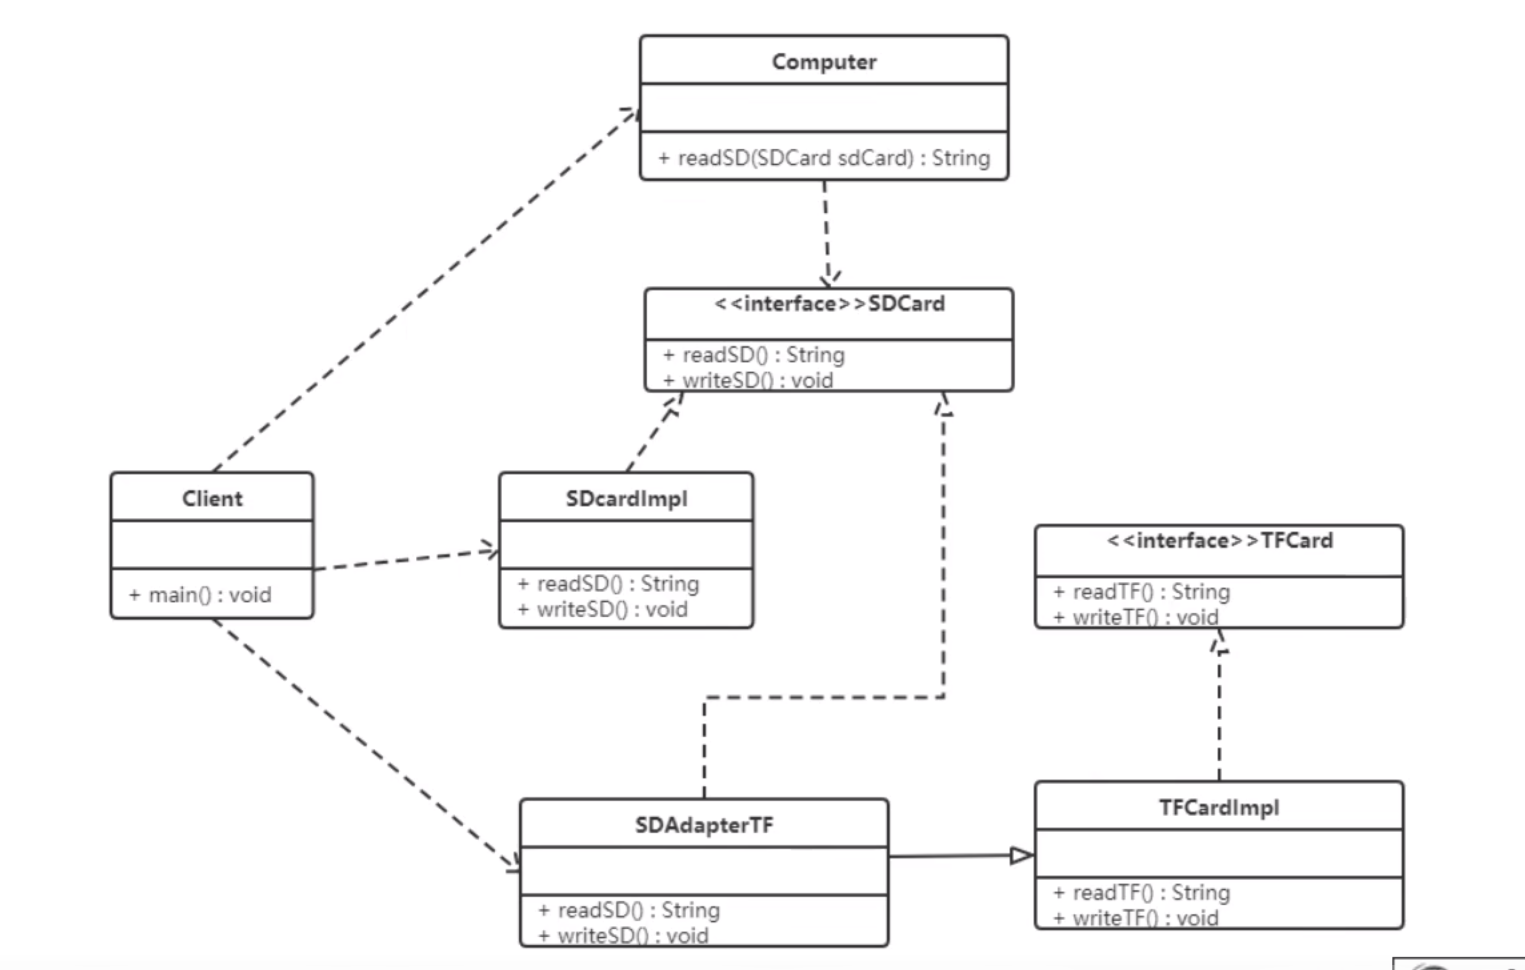 Computer
+ readSD(SDCard sdCard) : String
<<interface>>SDCard
+ readSD() : String
+ writeSD() : void
Client
+ main() : void
SDcardImpl
+ readSD() : String
+ writeSD() : void
<<interface>>TFCard
+ readTF() : String
+ writeTF() : void
SDAdapterTF
+ readSD() : String
+ writeSD() : void
TFCardImpl
+ readTF() : String
+ writeTF() : void